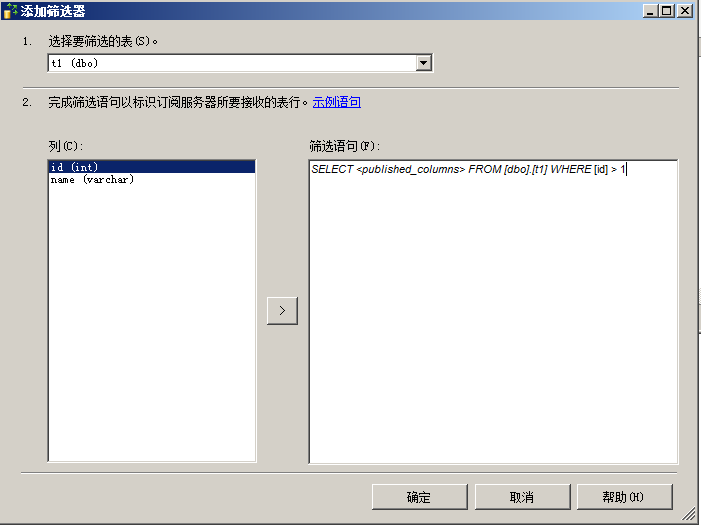 添加筛选器
1. 选择要筛选的表(S)。
t1 (dbo)
2. 完成筛选语句以标识订阅服务器所要接收的表行。示例语句
列(C):
id (int)
name (varchar)
>
筛选语句(F):
SELECT <published_columns> FROM [dbo].[t1] WHERE [id] > 1
确定
取消
帮助(H)